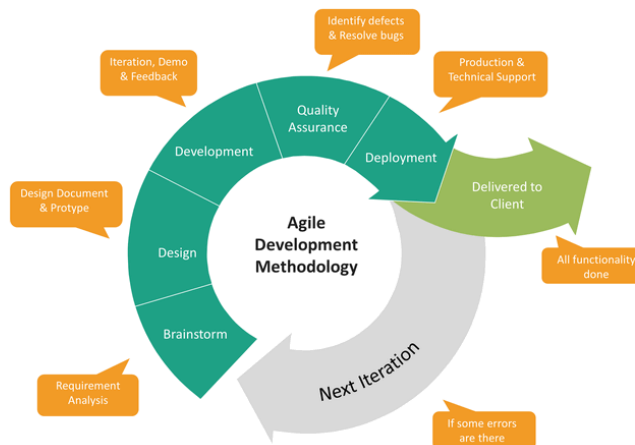 Identify defects
& Resolve bugs
Iteration, Demo
& Feedback
Production &
Technical Support
Quality
Assurance
Development
Deployment
Delivered to
Client
Design Document
& Protype
Agile
Development
Methodology
Design
All functionality
done
Brainstorm
Next Iteration
Requirement
Analysis
If some errors
are there